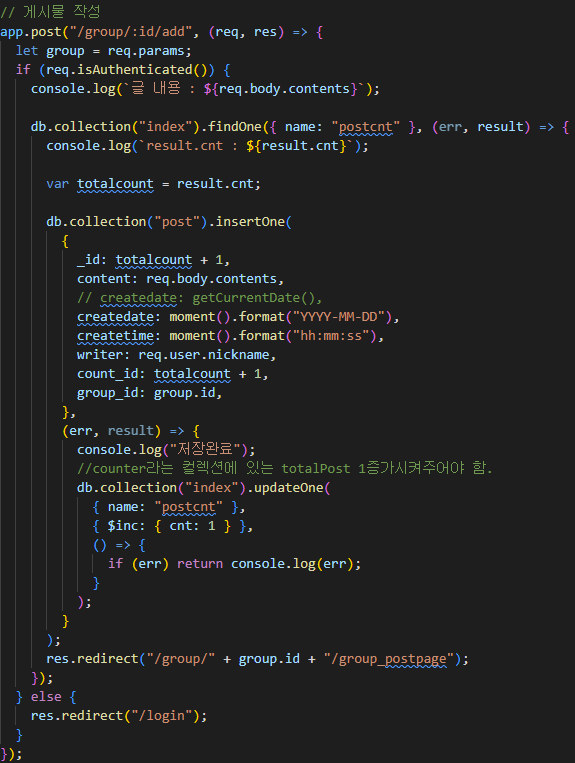 // 게시물 작성
app.post("/group/:id/add", (req, res) => {
  let group = req.params;
  if (req.isAuthenticated()) {
    console.log(`글 내용 : ${req.body.contents}`);

    db.collection("index").findOne({ name: "postcnt" }, (err, result) => {
      console.log(`result.cnt : ${result.cnt}`);

      var totalcount = result.cnt;

      db.collection("post").insertOne(
        {
          _id: totalcount + 1,
          content: req.body.contents,
          // createdate: getCurrentDate(),
          createdate: moment().format("YYYY-MM-DD"),
          createtime: moment().format("hh:mm:ss"),
          writer: req.user.nickname,
          count_id: totalcount + 1,
          group_id: group.id,
        },
        (err, result) => {
          console.log("저장완료");
          //counter라는 컬렉션에 있는 totalPost 1증가시켜주어야 함.
          db.collection("index").updateOne(
            { name: "postcnt" },
            { $inc: { cnt: 1 } },
            () => {
              if (err) return console.log(err);
            }
          );
        }
      );
      res.redirect("/group/" + group.id + "/group_postpage");
    });
  } else {
    res.redirect("/login");
  }
});